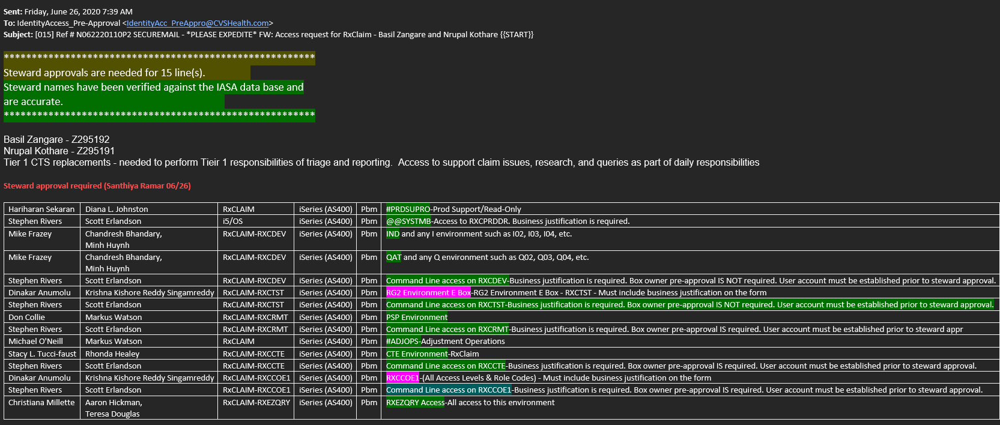 Sent: Friday, June 26, 2020 7:39 AM
To: IdentityAccess_Pre-Approval <IdentityAcc_PreAppro@CVSHealth.com>
Subject: [015] Ref # N062220110P2 SECUREMAIL - *PLEASE EXPEDITE* FW: Access request for RxClaim - Basil Zangare and Nrupal Kothare {{START}}
********************************************************
Steward approvals are needed for 15 line(s).
Steward names have been verified against the IASA data base and
are accurate.
********************************************************
Basil Zangare - Z295192
Nrupal Kothare - Z295191
Tier 1 CTS replacements - needed to perform Tieir 1 responsibilities of triage and reporting.  Access to support claim issues, research, and queries as part of daily responsibilities
Steward approval required (Santhiya Ramar 06/26)
Hariharan Sekaran Diana L. Johnston RxCLAIM iSeries (AS400) Pbm #PRDSUPRO-Prod Support/Read-Only
Stephen Rivers Scott Erlandson i5/OS iSeries (AS400) Pbm @@SYSTMB-Access to RXCPRDDR. Business justification is required.
Mike Frazey Chandresh Bhandary, RxCLAIM-RXCDEV iSeries (AS400) Pbm IND and any I environment such as I02, I03, I04, etc.
Minh Huynh
Mike Frazey Chandresh Bhandary, RxCLAIM-RXCDEV iSeries (AS400) Pbm QAT and any Q environment such as Q02, Q03, Q04, etc.
Minh Huynh
Stephen Rivers Scott Erlandson RxCLAIM-RXCDEV iSeries (AS400) Pbm Command Line access on RXCDEV-Business justification is required. Box owner pre-approval IS NOT required. User account must be established prior to steward approval.
Dinakar Anumolu Krishna Kishore Reddy Singamreddy RxCLAIM-RXCTST iSeries (AS400) Pbm RG2 Environment E Box-RG2 Environment E Box - RXCTST - Must include business justification on the form
Stephen Rivers Scott Erlandson RxCLAIM-RXCTST iSeries (AS400) Pbm Command Line access on RXCTST-Business justification is required. Box owner pre-approval IS NOT required. User account must be established prior to steward approval.
Don Collie Markus Watson RxCLAIM-RXCRMT iSeries (AS400) Pbm PSP Environment
Stephen Rivers Scott Erlandson RxCLAIM-RXCRMT iSeries (AS400) Pbm Command Line access on RXCRMT-Business justification is required. Box owner pre-approval IS required. User account must be established prior to steward appr
Michael O'Neill Markus Watson RxCLAIM iSeries (AS400) Pbm #ADJOPS-Adjustment Operations
Stacy L. Tucci-faust Rhonda Healey RxCLAIM-RXCCTE iSeries (AS400) Pbm CTE Environment-RxClaim
Stephen Rivers Scott Erlandson RxCLAIM-RXCCTE iSeries (AS400) Pbm Command Line access on RXCCTE-Business justification is required. Box owner pre-approval IS required. User account must be established prior to steward approval.
Dinakar Anumolu Krishna Kishore Reddy Singamreddy RxCLAIM-RXCCOE1 iSeries (AS400) Pbm RXCCOE1-(All Access Levels & Role Codes) - Must include business justification on the form
Stephen Rivers Scott Erlandson RxCLAIM-RXCCOE1 iSeries (AS400) Pbm Command Line access on RXCCOE1-Business justification is required. Box owner pre-approval IS required. User account must be established prior to steward approval.
Christiana Millette Aaron Hickman, RxCLAIM-RXEZQRY iSeries (AS400) Pbm RXEZQRY Access-All access to this environment
Teresa Douglas